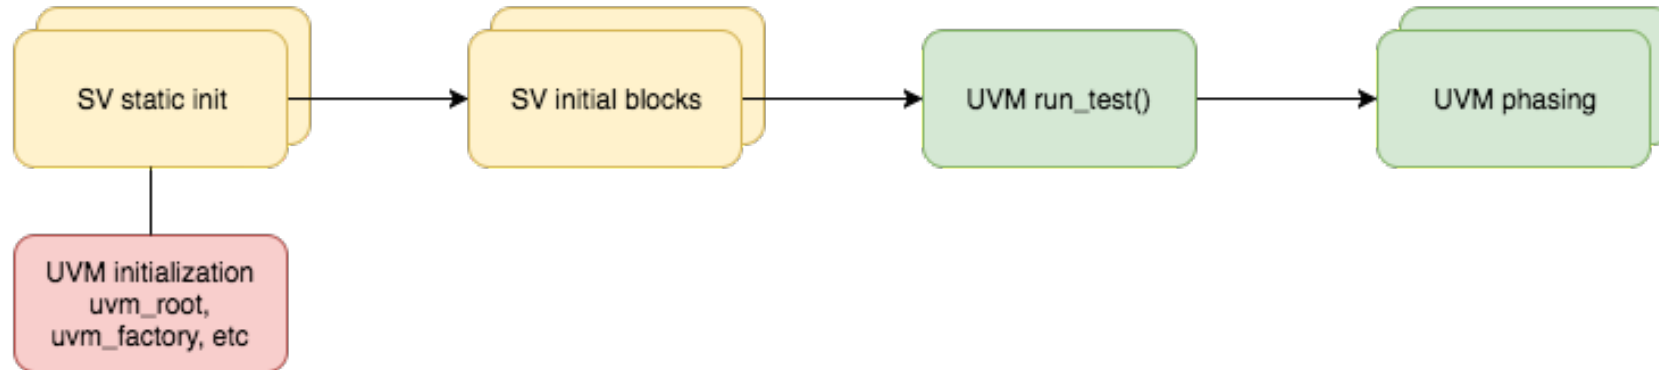 SV static init
SV initial blocks
UVM run_test()
UVM phasing
UVM initialization
uvm_root,
uvm_factory, etc